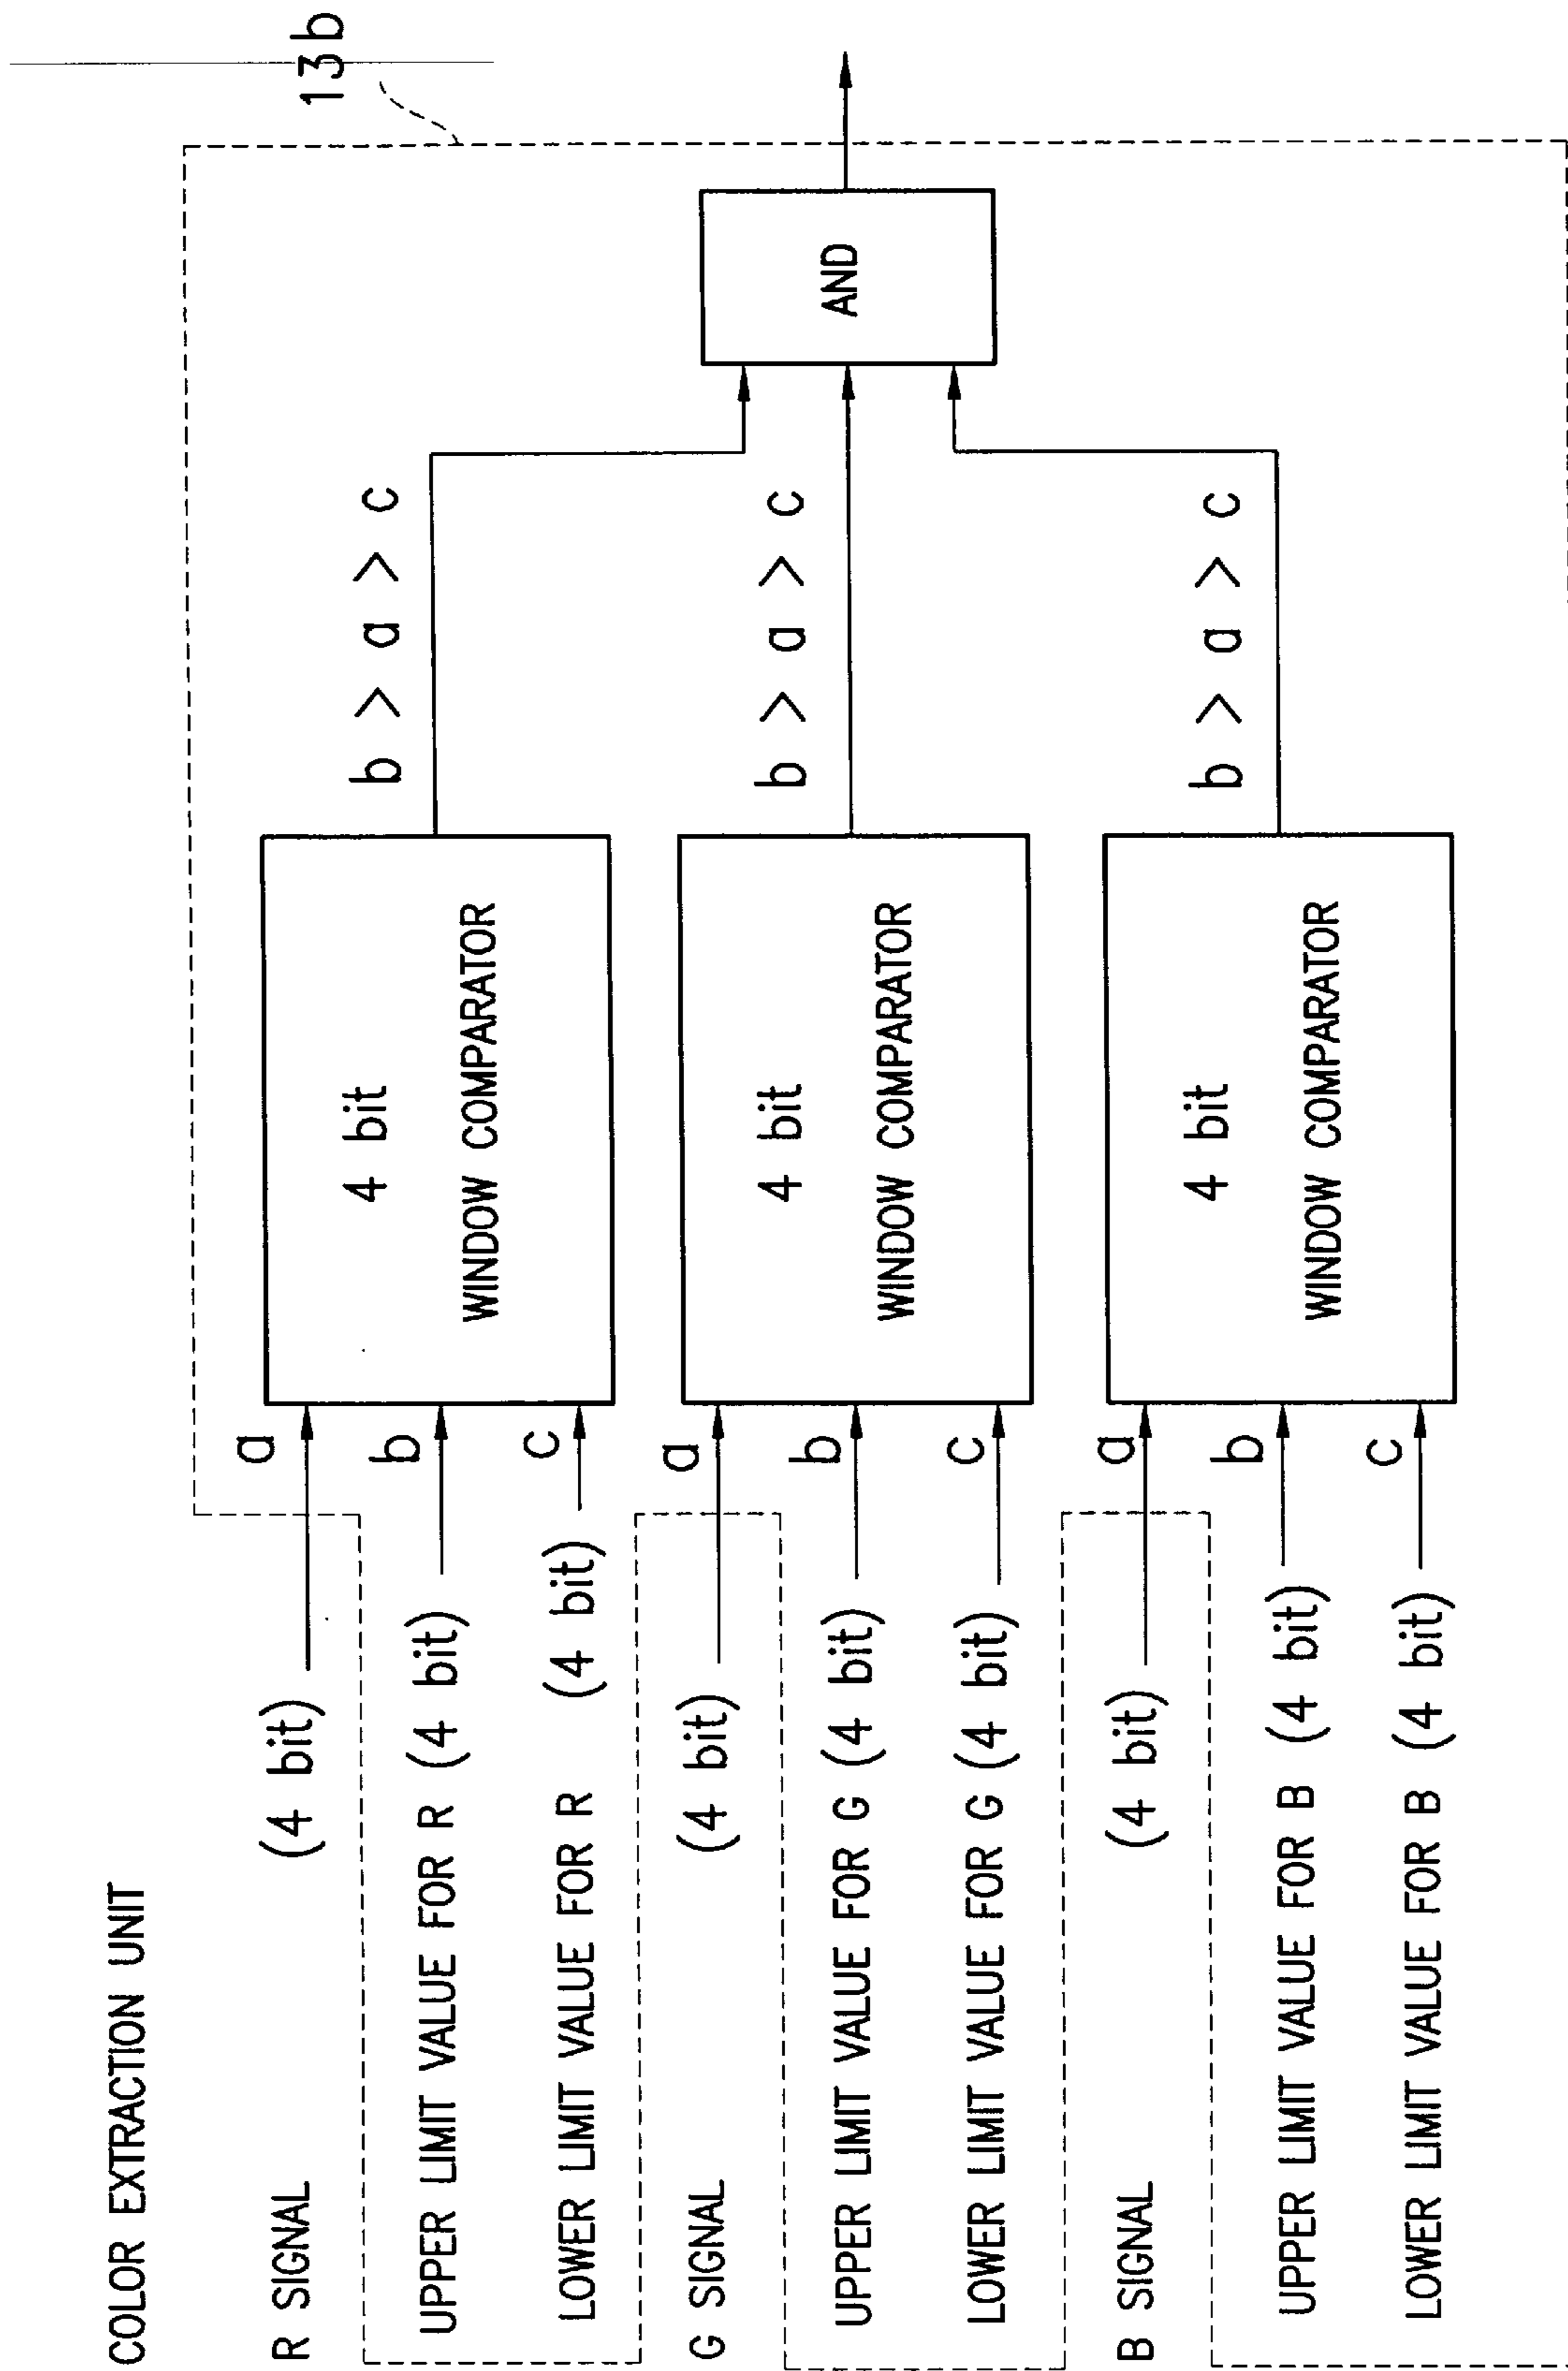 COLOR EXTRACTION UNIT
13b
R SIGNAL (4 bit) a
UPPER LIMIT VALUE FOR R (4 bit) b
LOWER LIMIT VALUE FOR R (4 bit) c
4 bit
WINDOW COMPARATOR
b > a > c
G SIGNAL (4 bit) a
UPPER LIMIT VALUE FOR G (4 bit) b
LOWER LIMIT VALUE FOR G (4 bit) c
4 bit
WINDOW COMPARATOR
b > a > c
AND
B SIGNAL (4 bit) a
UPPER LIMIT VALUE FOR B (4 bit) b
LOWER LIMIT VALUE FOR B (4 bit) c
4 bit
WINDOW COMPARATOR
b > a > c